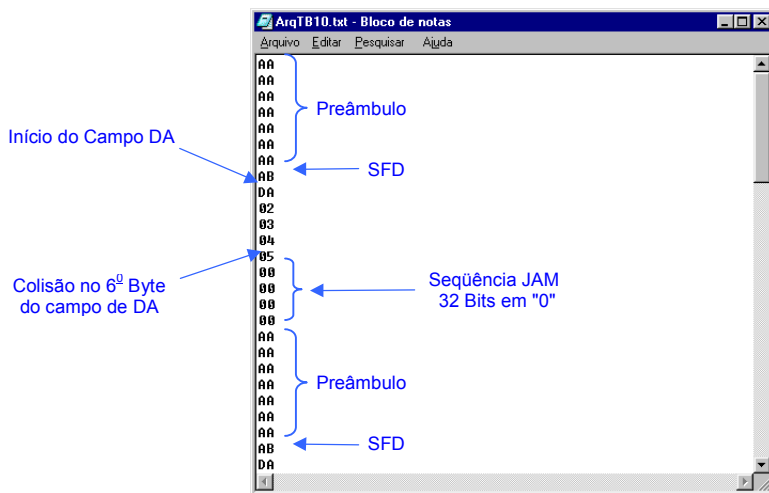 ArqTB10.txt - Bloco de notas
Arquivo Editar Pesquisar Ajuda
AA
AA
AA
AA
AA
AA
AA
AB
DA
02
03
04
05
00
00
00
00
AA
AA
AA
AA
AA
AA
AA
AB
DA
Preâmbulo
SFD
Início do Campo DA
Colisão no 6º Byte
do campo de DA
Seqüência JAM
32 Bits em "0"
Preâmbulo
SFD